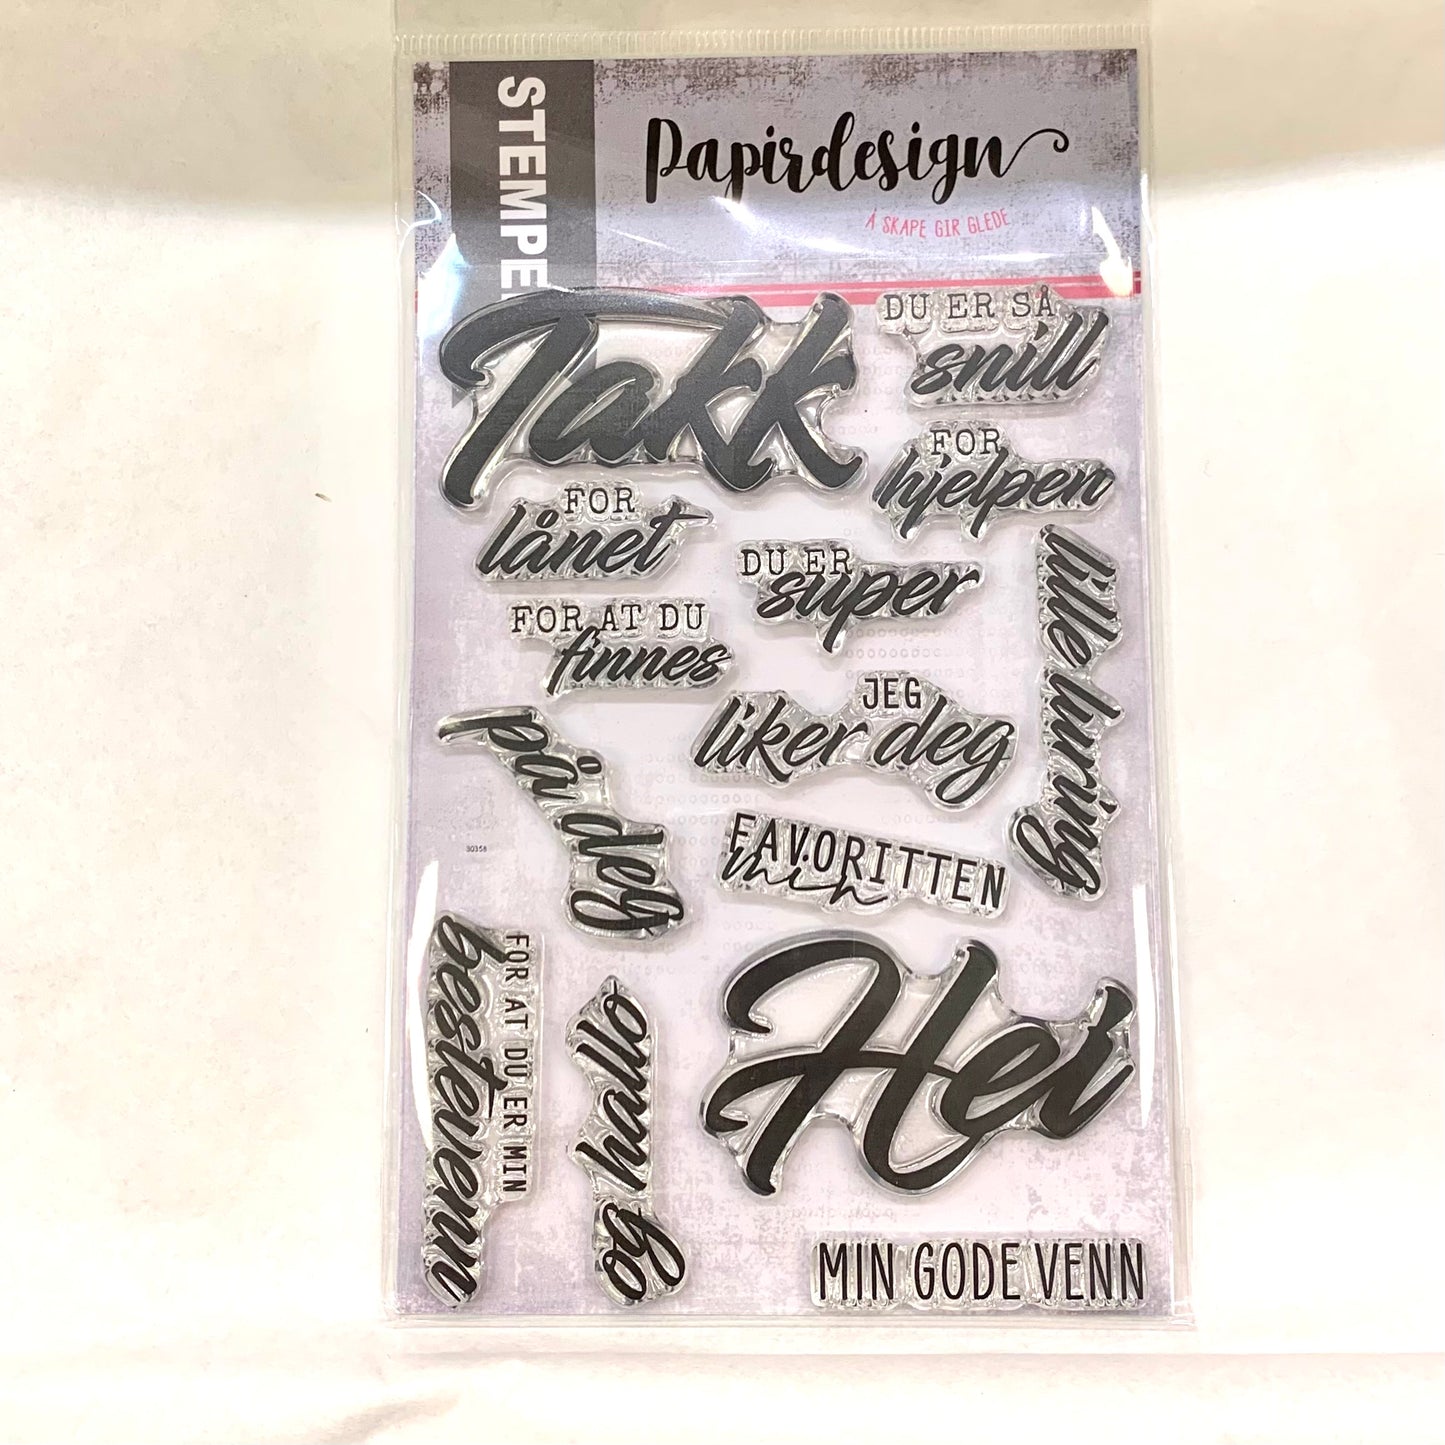 STEMPE
Papirdesign
Å SKAPE GIR GLEDE
Takk
DU ER SÅ
snill
FOR
hjelpen
FOR
lånet
DU ER
super
FOR AT DU
finnes
lille luring
JEG
liker deg
på deg
FAVORITTEN
min
30358
FOR AT DU ER MIN
bestevenn
og hallo
Hei
MIN GODE VENN